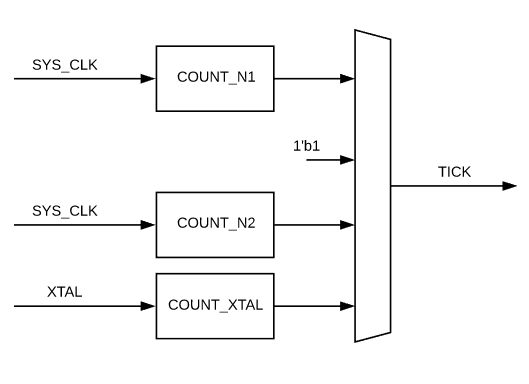 SYS_CLK
COUNT_N1
1'b1
TICK
SYS_CLK
COUNT_N2
XTAL
COUNT_XTAL